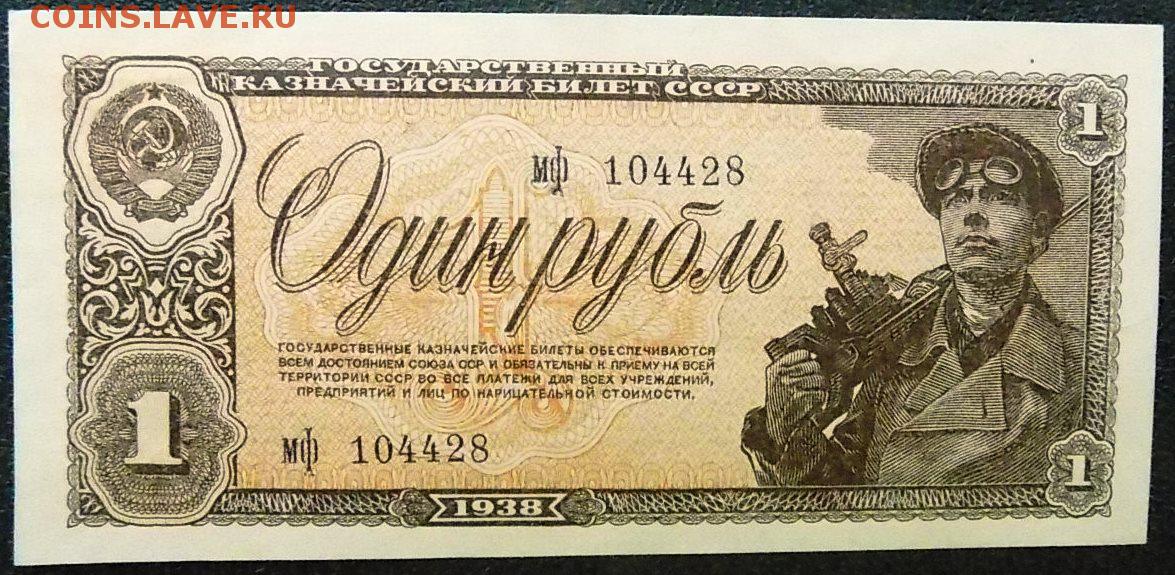 COINS.LAVE.RU
ГОСУДАРСТВЕННЫЙ
КАЗНАЧЕЙСКИЙ БИЛЕТ СССР
1
мф 104428
Один рубль
ГОСУДАРСТВЕННЫЕ КАЗНАЧЕЙСКИЕ БИЛЕТЫ ОБЕСПЕЧИВАЮТСЯ
ВСЕМ ДОСТОЯНИЕМ СОЮЗА ССР И ОБЯЗАТЕЛЬНЫ К ПРИЕМУ НА ВСЕЙ
ТЕРРИТОРИИ СССР ВО ВСЕ ПЛАТЕЖИ ДЛЯ ВСЕХ УЧРЕЖДЕНИЙ,
ПРЕДПРИЯТИЙ И ЛИЦ ПО НАРИЦАТЕЛЬНОЙ СТОИМОСТИ.
1
мф 104428
1
1938